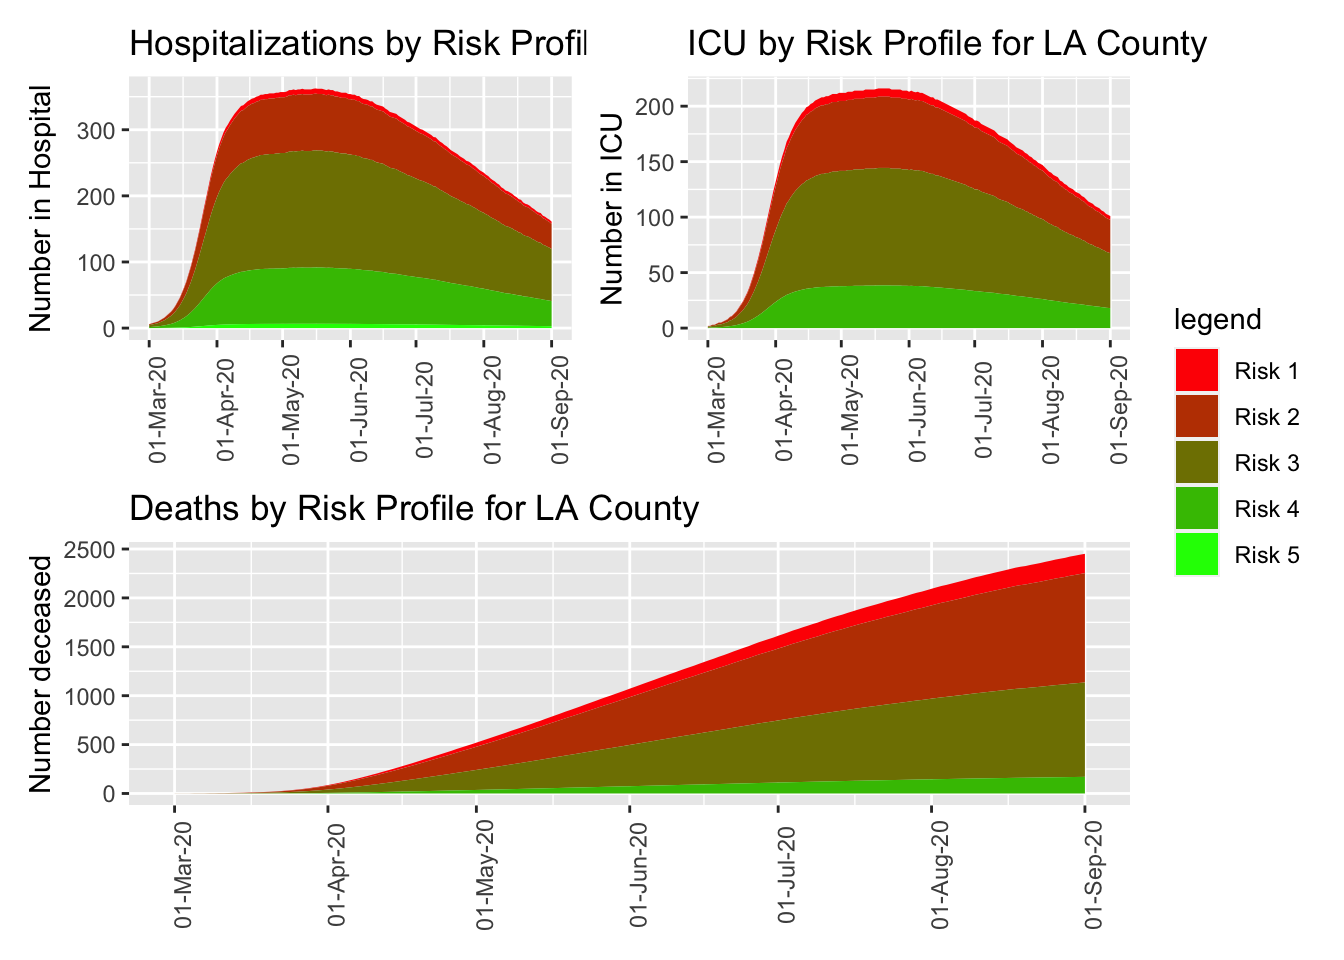 Hospitalizations by Risk Profil
Number in Hospital
300
200
100
0
01-Mar-20
01-Apr-20
01-May-20
01-Jun-20
01-Jul-20
01-Aug-20
01-Sep-20
ICU by Risk Profile for LA County
Number in ICU
200
150
100
50
0
01-Mar-20
01-Apr-20
01-May-20
01-Jun-20
01-Jul-20
01-Aug-20
01-Sep-20
Deaths by Risk Profile for LA County
Number deceased
2500
2000
1500
1000
500
0
01-Mar-20
01-Apr-20
01-May-20
01-Jun-20
01-Jul-20
01-Aug-20
01-Sep-20
legend
Risk 1
Risk 2
Risk 3
Risk 4
Risk 5